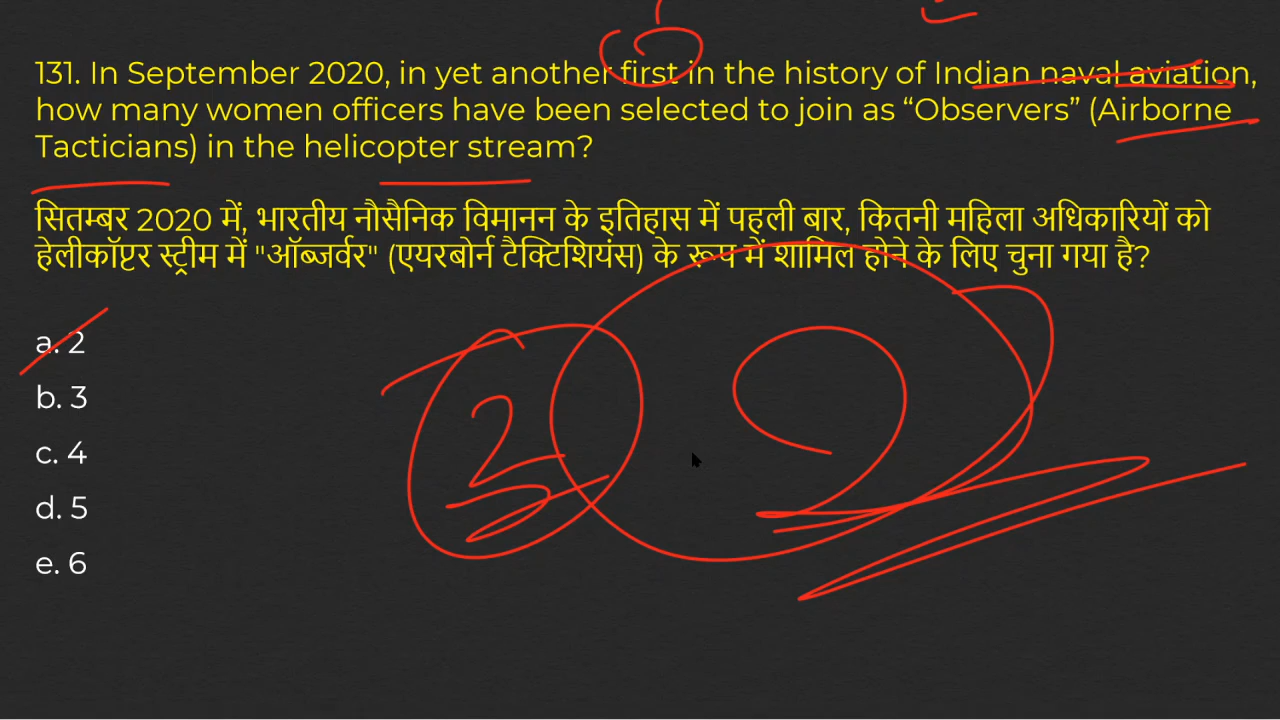 131. In September 2020, in yet another first in the history of Indian naval aviation,
how many women officers have been selected to join as “Observers” (Airborne
Tacticians) in the helicopter stream?
सितम्बर 2020 में, भारतीय नौसैनिक विमानन के इतिहास में पहली बार, कितनी महिला अधिकारियों को
हेलीकॉप्टर स्ट्रीम में "ऑब्जर्वर" (एयरबोर्न टैक्टिशियंस) के रूप में शामिल होने के लिए चुना गया है?
a. 2
2
b. 3
c. 4
d. 5
e. 6